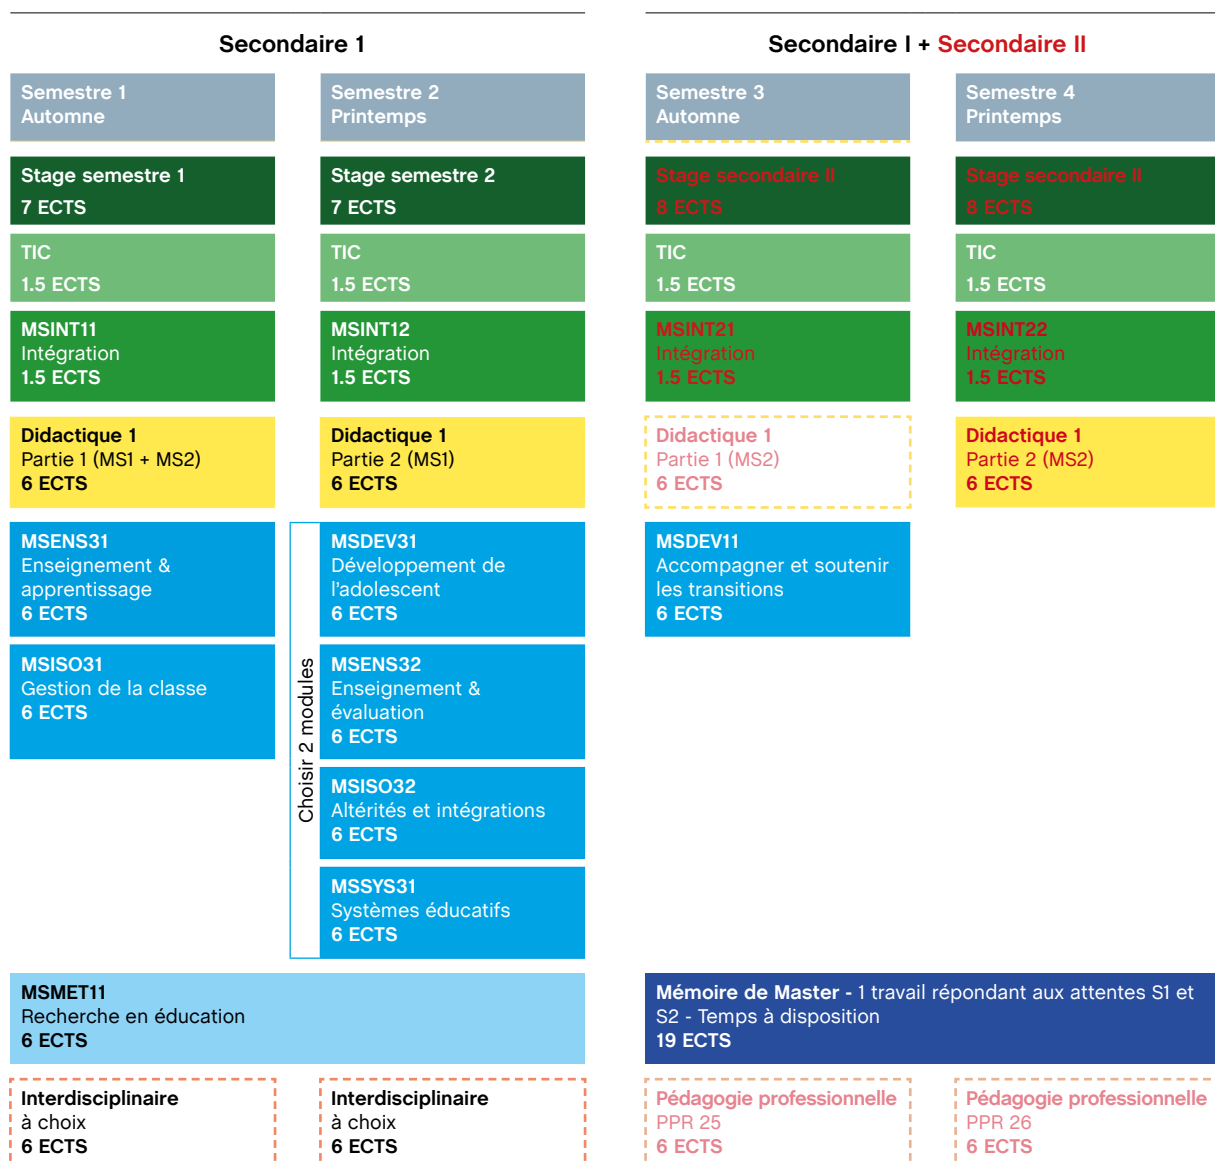 Secondaire 1
Secondaire I + Secondaire II
Semestre 1
Automne
Semestre 2
Printemps
Semestre 3
Automne
Semestre 4
Printemps
Stage semestre 1
7 ECTS
Stage semestre 2
7 ECTS
Stage secondaire II
8 ECTS
Stage secondaire II
8 ECTS
TIC
1.5 ECTS
TIC
1.5 ECTS
TIC
1.5 ECTS
TIC
1.5 ECTS
MSINT11
Intégration
1.5 ECTS
MSINT12
Intégration
1.5 ECTS
MSINT21
Intégration
1.5 ECTS
MSINT22
Intégration
1.5 ECTS
Didactique 1
Partie 1 (MS1 + MS2)
6 ECTS
Didactique 1
Partie 2 (MS1)
6 ECTS
Didactique 1
Partie 1 (MS2)
6 ECTS
Didactique 1
Partie 2 (MS2)
6 ECTS
MSENS31
Enseignement &
apprentissage
6 ECTS
MSISO31
Gestion de la classe
6 ECTS
Choisir 2 modules
MSDEV31
Développement de
l'adolescent
6 ECTS
MSENS32
Enseignement &
évaluation
6 ECTS
MSISO32
Altérités et intégrations
6 ECTS
MSSYS31
Systèmes éducatifs
6 ECTS
MSDEV11
Accompagner et soutenir
les transitions
6 ECTS
MSMET11
Recherche en éducation
6 ECTS
Mémoire de Master - 1 travail répondant aux attentes S1 et
S2 - Temps à disposition
19 ECTS
Interdisciplinaire
à choix
6 ECTS
Interdisciplinaire
à choix
6 ECTS
Pédagogie professionnelle
PPR 25
6 ECTS
Pédagogie professionnelle
PPR 26
6 ECTS